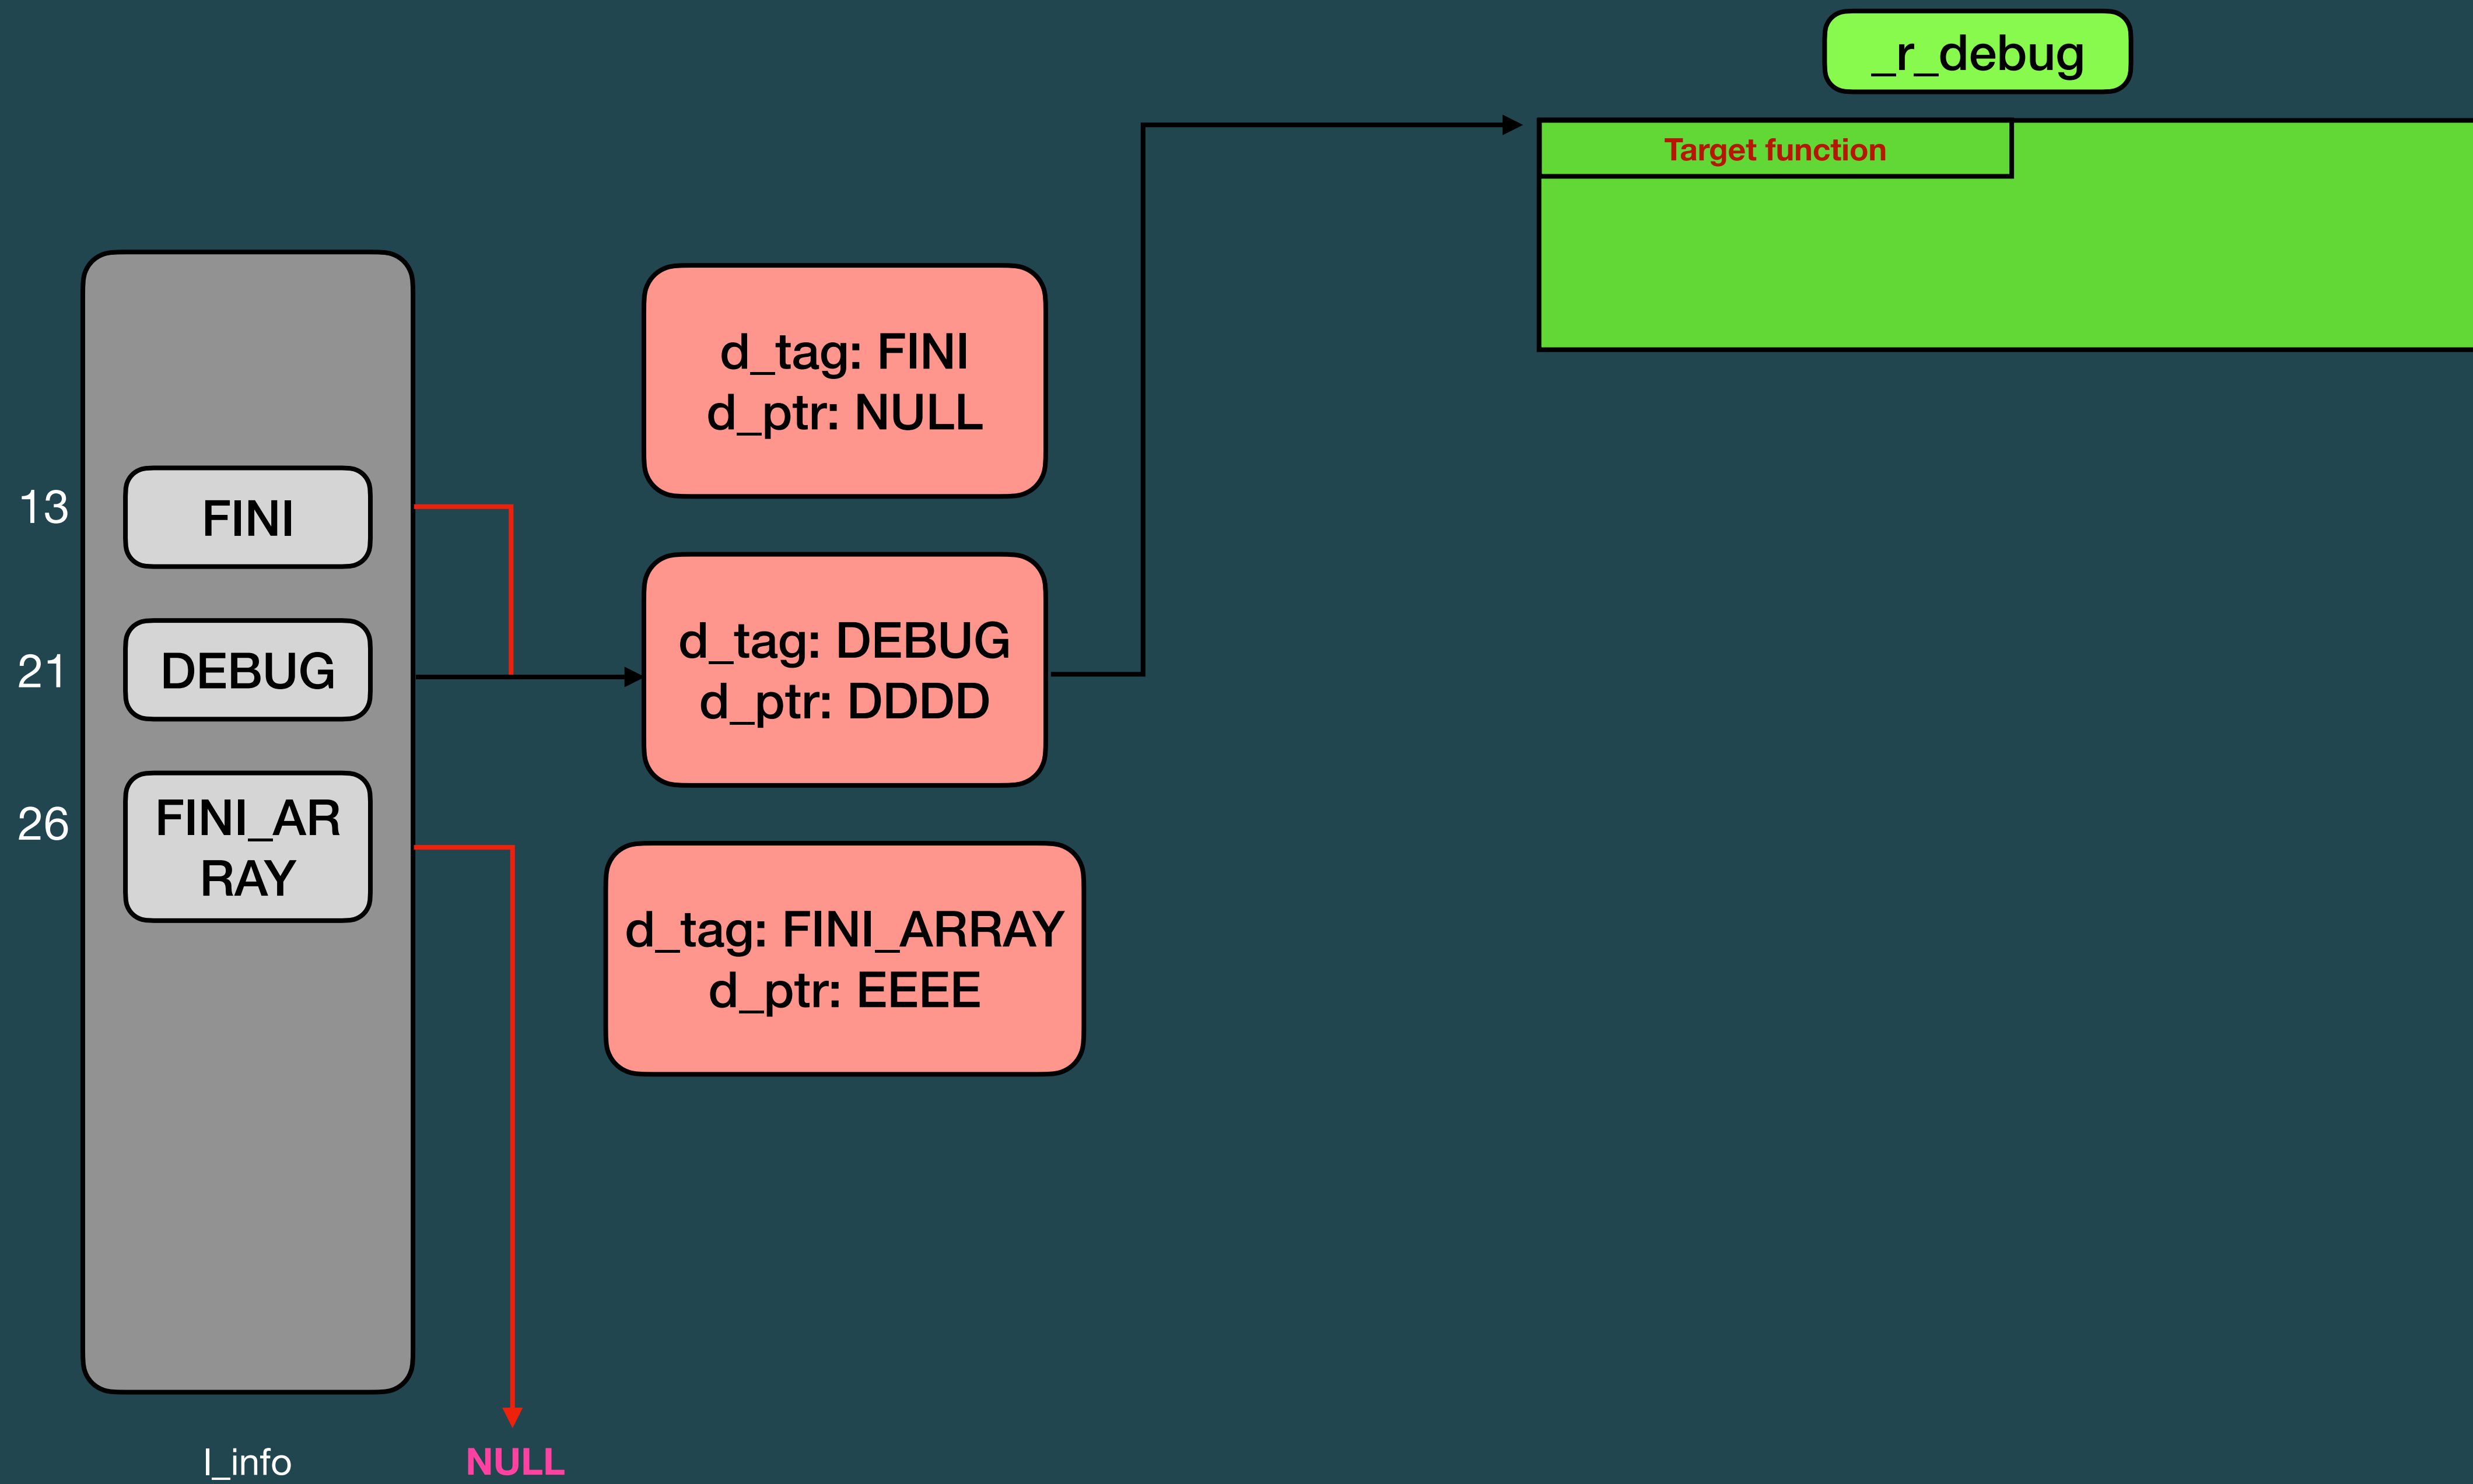 _r_debug
Target function
d_tag: FINI
d_ptr: NULL
13
FINI
d_tag: DEBUG
d_ptr: DDDD
21
DEBUG
26
FINI_AR
RAY
d_tag: FINI_ARRAY
d_ptr: EEEE
l_info
NULL